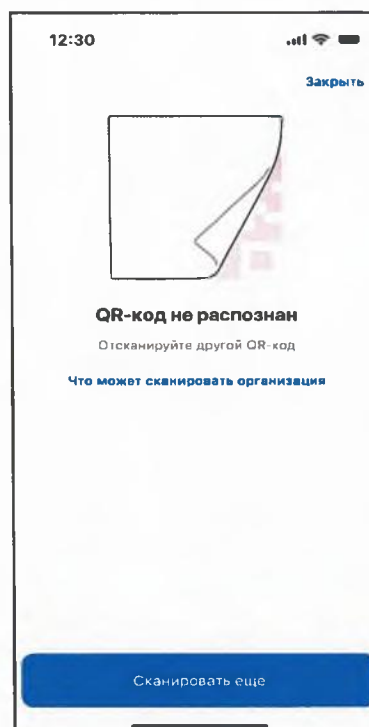 12:30
Закрыть
QR-код не распознан
Отсканируйте другой QR-код
Что может сканировать организация
Сканировать еще